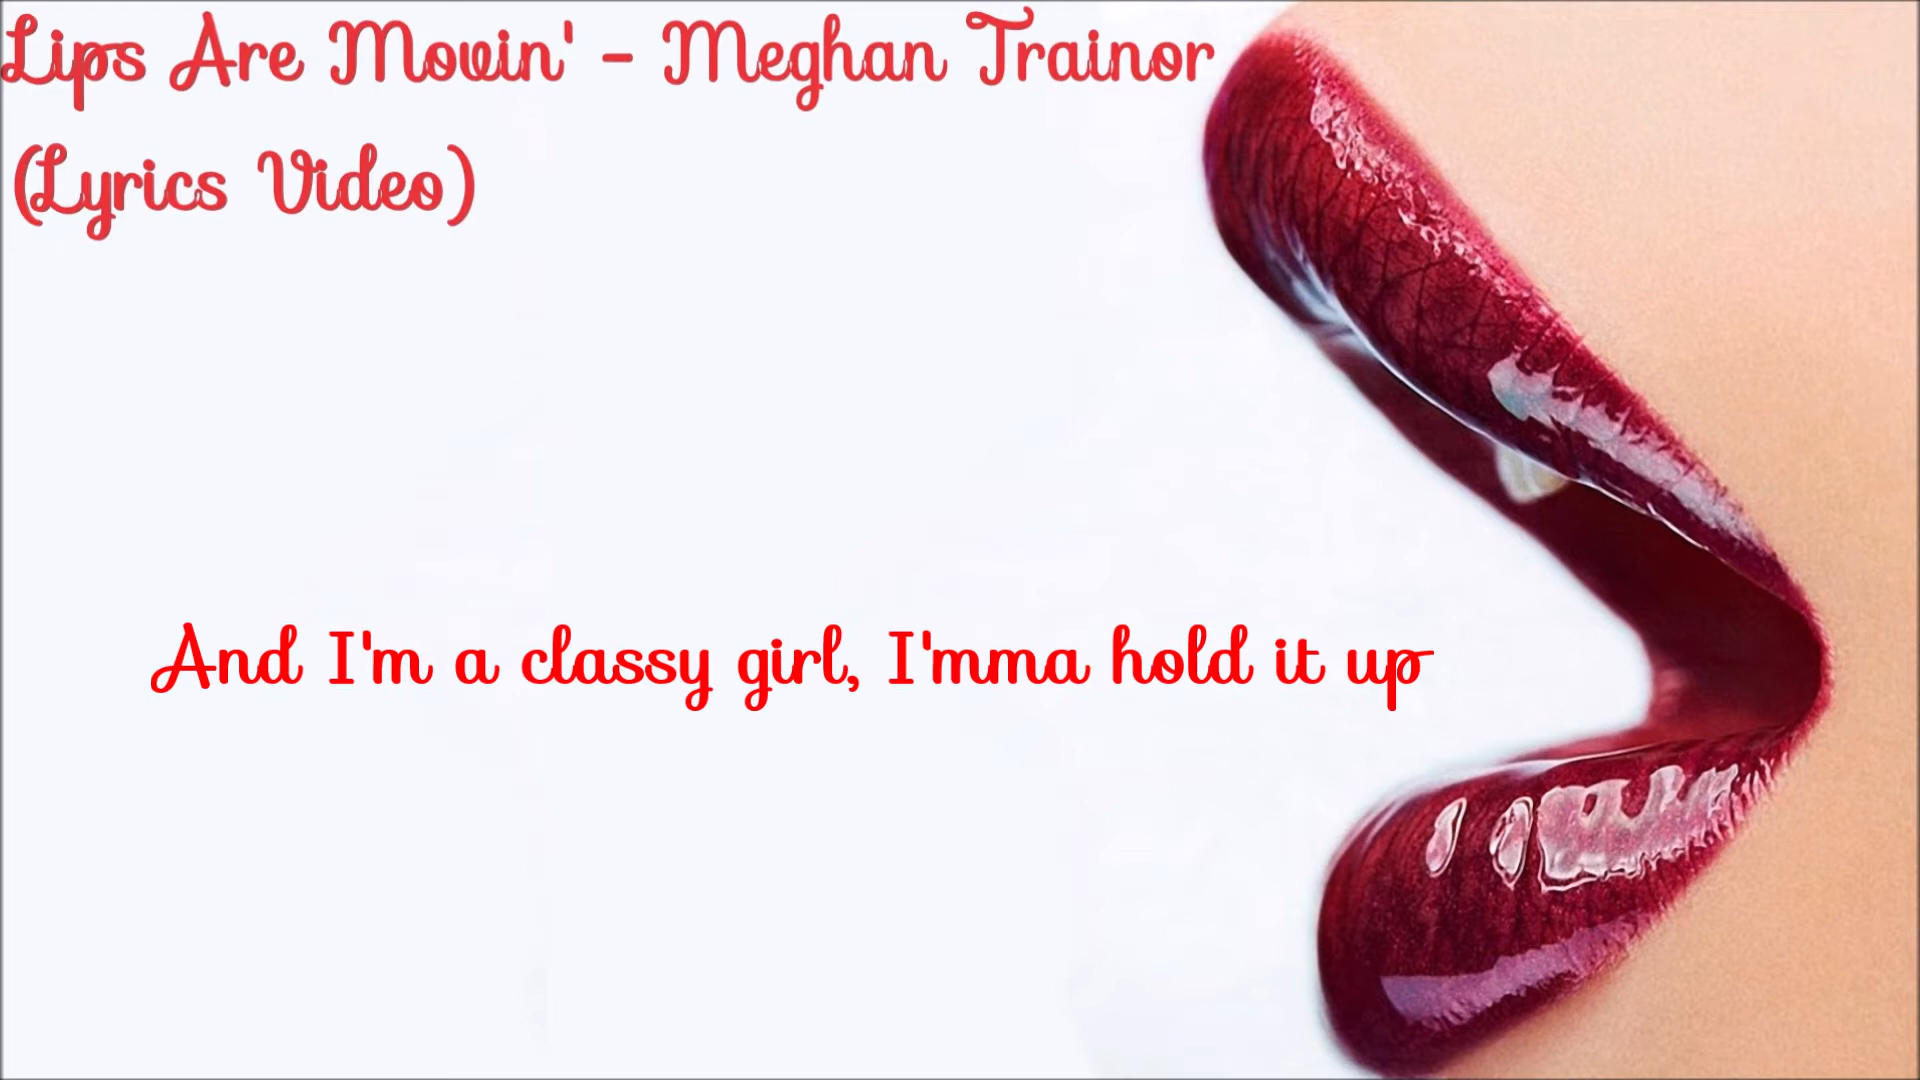 Lips Are Movin' - Meghan Trainor
(Lyrics Video)
And I'm a classy girl, I'mma hold it up